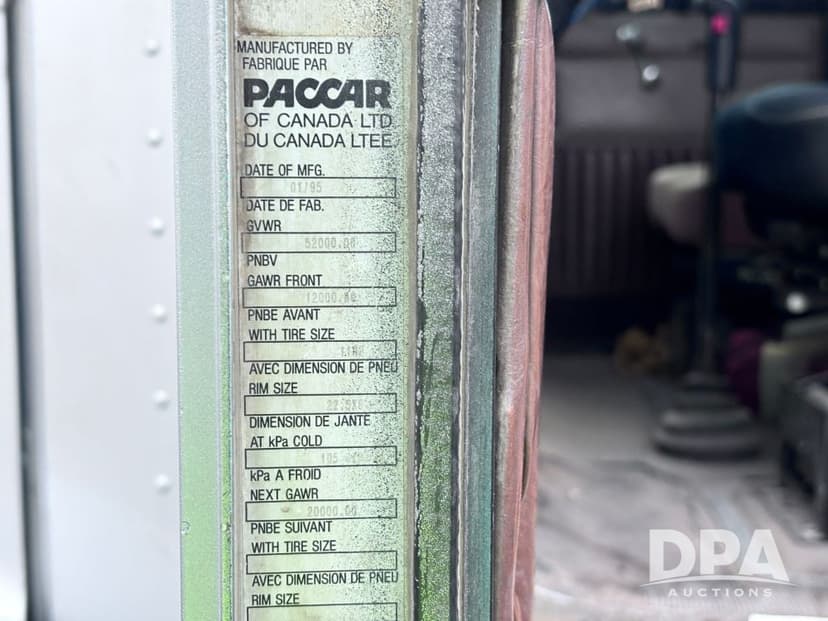 MANUFACTURED BY
FABRIQUE PAR
PACCAR
OF CANADA LTD
DU CANADA LTEE
DATE OF MFG.
01/95
DATE DE FAB.
GVWR
52000.00
PNBV
GAWR FRONT
12000.00
PNBE AVANT
WITH TIRE SIZE
AVEC DIMENSION DE PNEU
RIM SIZE
DIMENSION DE JANTE
AT kPa COLD
105
kPa A FROID
NEXT GAWR
20000.00
PNBE SUIVANT
WITH TIRE SIZE
AVEC DIMENSION DE PNEU
RIM SIZE
DPA
AUCTIONS